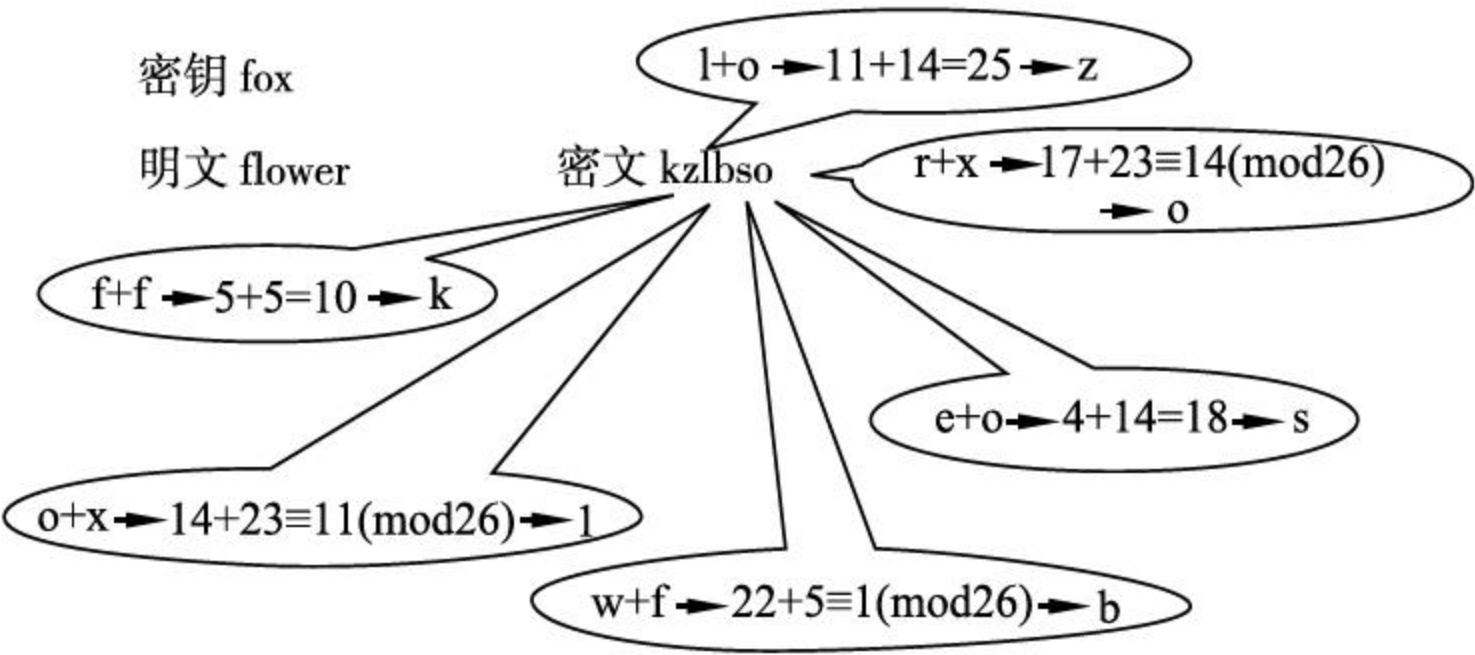 密钥 fox
l+o→11+14=25→z
明文 flower
密文 kzlbso
r+x→17+23≡14(mod26)
→o
f+f→5+5=10→k
e+o→4+14=18→s
o+x→14+23≡11(mod26)→l
w+f→22+5≡1(mod26)→b